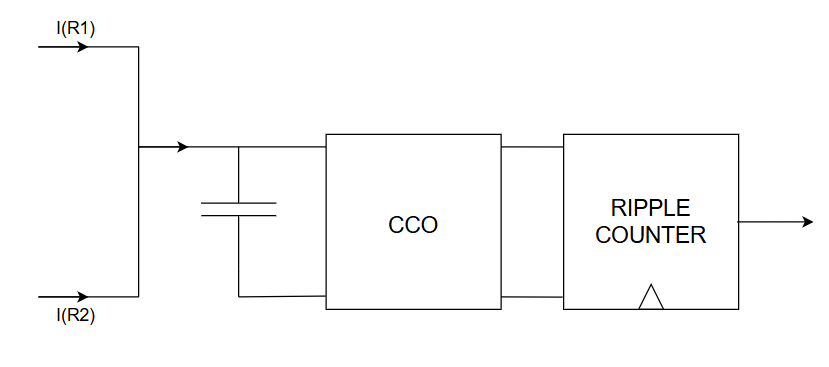 I(R1)
CCO
RIPPLE
COUNTER
I(R2)